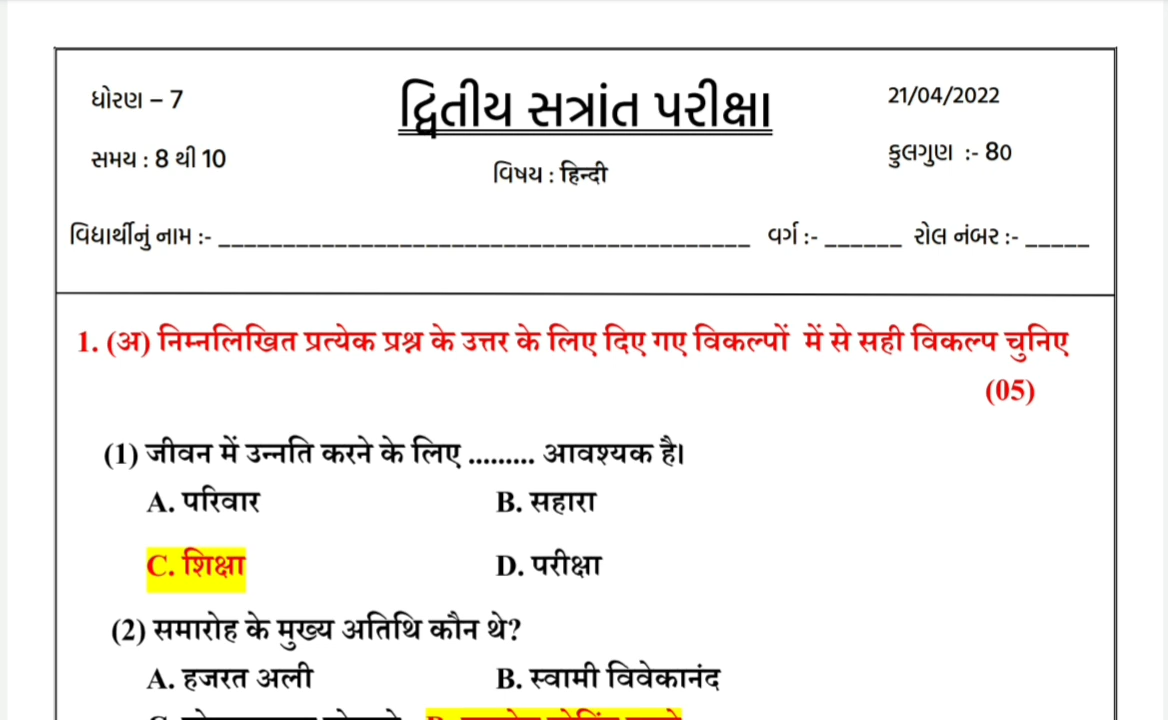 ધોરણ – 7
દ્વિતીય સત્રાંત પરીક્ષા
21/04/2022
સમય : 8 થી 10
વિષય : हिन्दी
કુલગુણ :- 80
વિદ્યાર્થીનું નામ :- ________________________________________ વર્ગ :- ______ રોલ નંબર :- _____
1. (अ) निम्नलिखित प्रत्येक प्रश्न के उत्तर के लिए दिए गए विकल्पों में से सही विकल्प चुनिए
(05)
(1) जीवन में उन्नति करने के लिए ......... आवश्यक है।
A. परिवार B. सहारा
C. शिक्षा D. परीक्षा
(2) समारोह के मुख्य अतिथि कौन थे?
A. हजरत अली B. स्वामी विवेकानंद